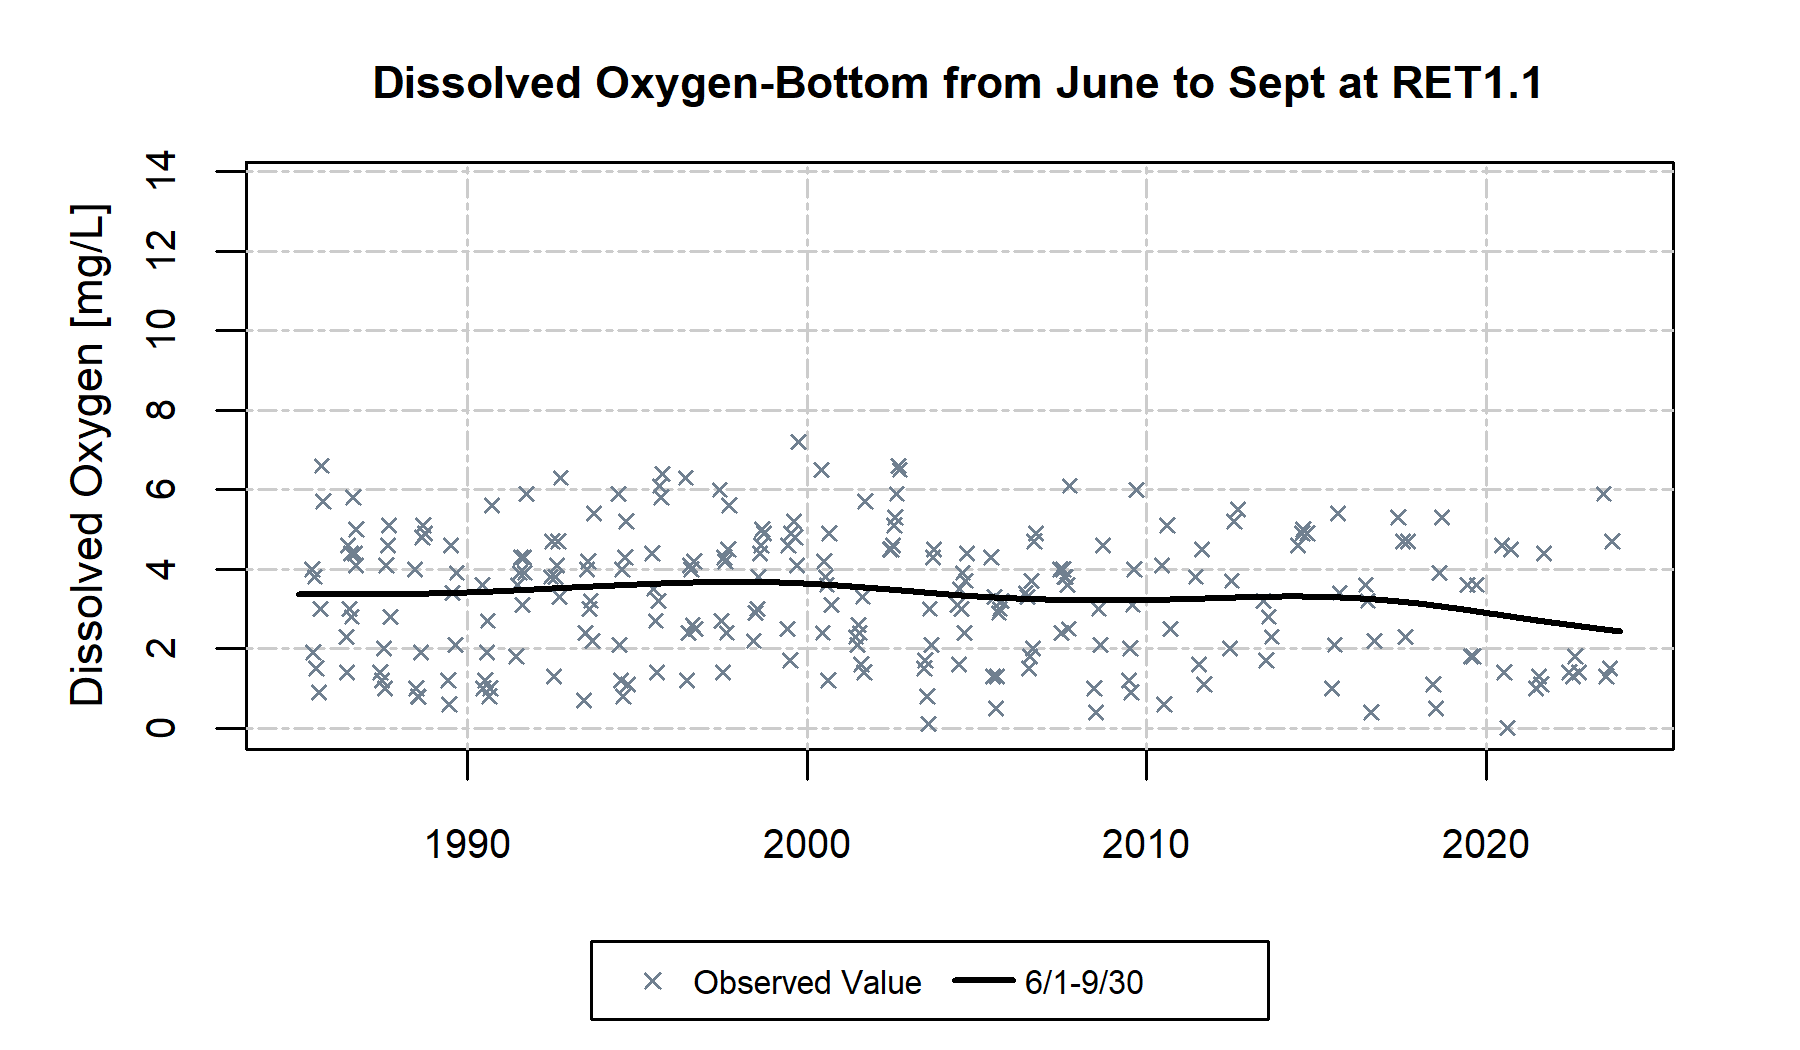 Dissolved Oxygen-Bottom from June to Sept at RET1.1
Dissolved Oxygen [mg/L]
14
12
10
8
6
4
2
0
1990 2000 2010 2020
Observed Value 6/1-9/30